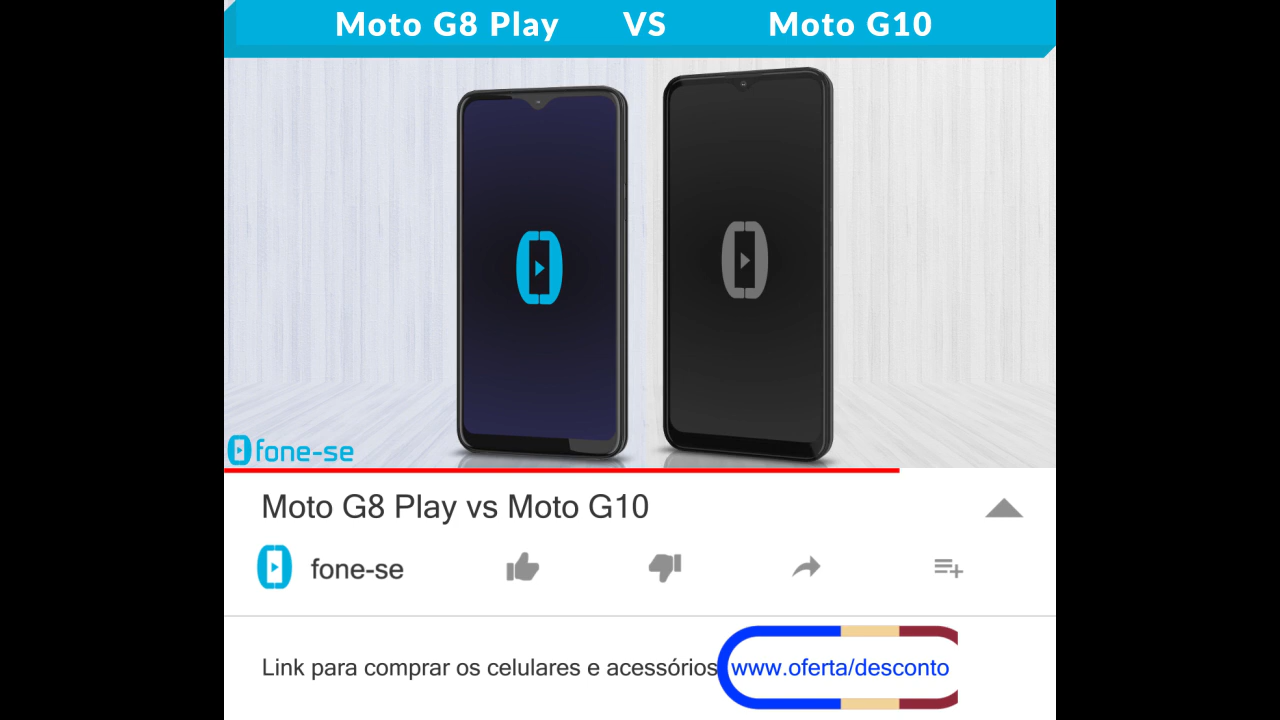 Moto G8 Play VS Moto G10
fone-se
Moto G8 Play vs Moto G10
fone-se
Link para comprar os celulares e acessórios www.oferta/desconto